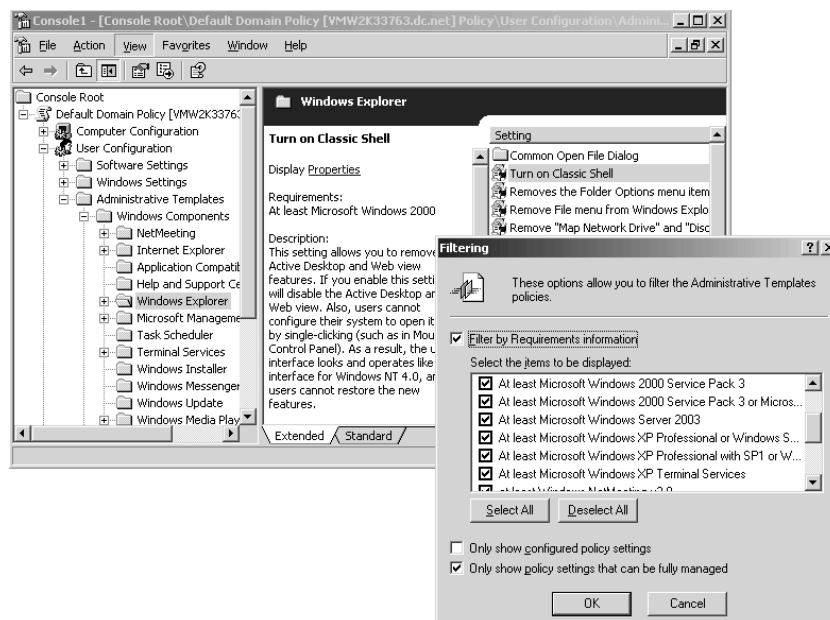 Console1 - [Console Root\Default Domain Policy [VMW2K33763.dc.net] Policy\User Configuration\Admini...
File Action View Favorites Window Help
Console Root
Default Domain Policy [VMW2K3376
Computer Configuration
User Configuration
Software Settings
Windows Settings
Administrative Templates
Windows Components
NetMeeting
Internet Explorer
Application Compatib
Help and Support Ce
Windows Explorer
Microsoft Manageme
Task Scheduler
Terminal Services
Windows Installer
Windows Messenger
Windows Update
Windows Media Play
Windows Explorer
Turn on Classic Shell
Display Properties
Requirements:
At least Microsoft Windows 2000
Description:
This setting allows you to remove
Active Desktop and Web view
features. If you enable this setti
will disable the Active Desktop an
Web view. Also, users cannot
configure their system to open it
by single-clicking (such as in Mou
Control Panel). As a result, the u
interface looks and operates like
interface for Windows NT 4.0, an
users cannot restore the new
features.
Extended Standard
Setting
Common Open File Dialog
Turn on Classic Shell
Removes the Folder Options menu item
Remove File menu from Windows Explo
Remove "Map Network Drive" and "Disc
Filtering
These options allow you to filter the Administrative Templates
policies.
Filter by Requirements information
Select the items to be displayed:
At least Microsoft Windows 2000 Service Pack 3
At least Microsoft Windows 2000 Service Pack 3 or Micros...
At least Microsoft Windows Server 2003
At least Microsoft Windows XP Professional or Windows S...
At least Microsoft Windows XP Professional with SP1 or W...
At least Microsoft Windows XP Terminal Services
Select All Deselect All
Only show configured policy settings
Only show policy settings that can be fully managed
OK Cancel